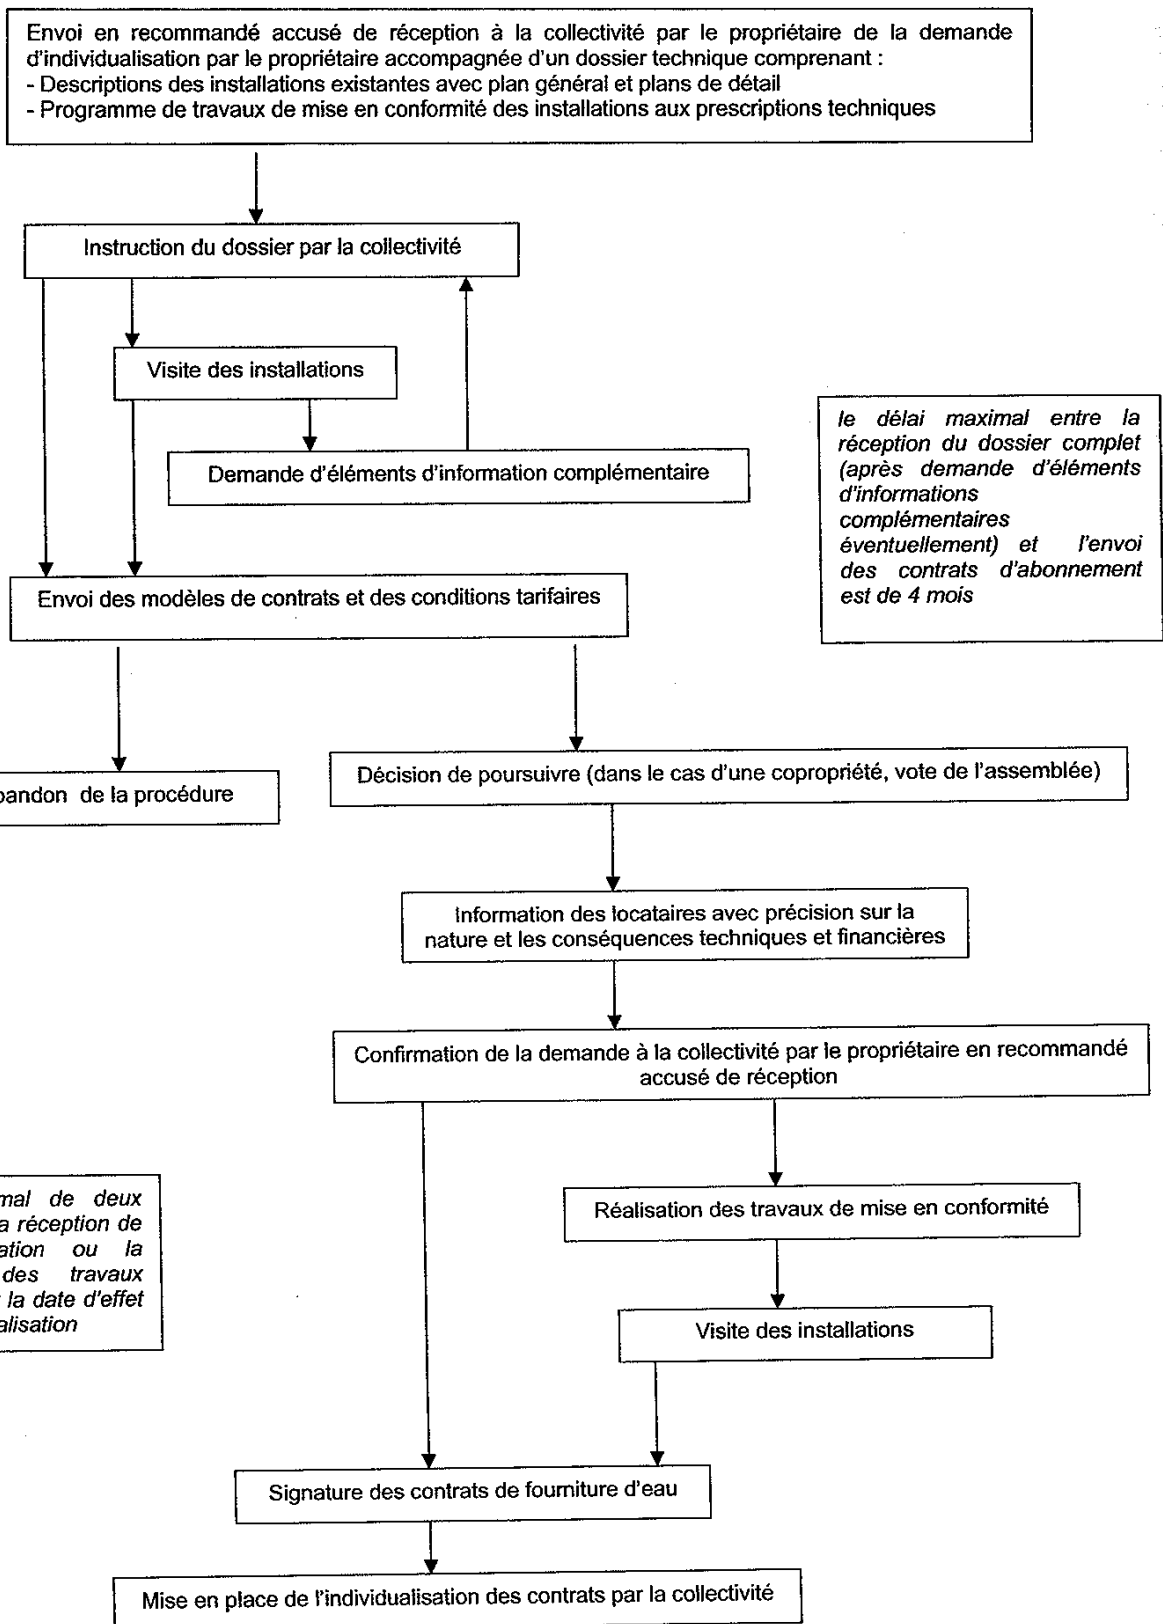 Envoi en recommandé accusé de réception à la collectivité par le propriétaire de la demande
d'individualisation par le propriétaire accompagnée d'un dossier technique comprenant :
- Descriptions des installations existantes avec plan général et plans de détail
- Programme de travaux de mise en conformité des installations aux prescriptions techniques
Instruction du dossier par la collectivité
Visite des installations
Demande d'éléments d'information complémentaire
le délai maximal entre la
réception du dossier complet
(après demande d'éléments
d'informations
complémentaires
éventuellement) et l'envoi
des contrats d'abonnement
est de 4 mois
Envoi des modèles de contrats et des conditions tarifaires
bandon de la procédure
Décision de poursuivre (dans le cas d'une copropriété, vote de l'assemblée)
Information des locataires avec précision sur la
nature et les conséquences techniques et financières
Confirmation de la demande à la collectivité par le propriétaire en recommandé
accusé de réception
mal de deux
a réception de
ation ou la
des travaux
la date d'effet
alisation
Réalisation des travaux de mise en conformité
Visite des installations
Signature des contrats de fourniture d'eau
Mise en place de l'individualisation des contrats par la collectivité